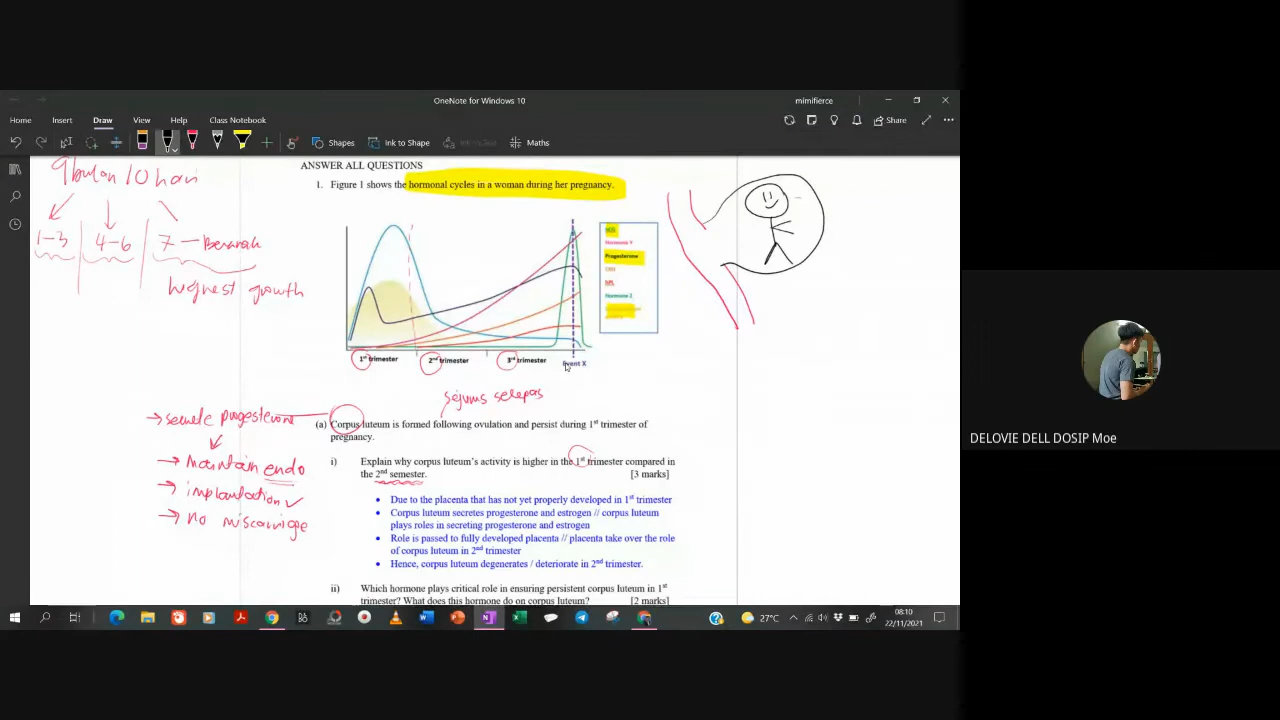 OneNote for Windows 10
mimifierce
Home Insert Draw View Help Class Notebook
Share
Shapes Ink to Shape Ink to Text Maths
9 bulan 10 hari
1-3 | 4-6 | 7 -
highest growth
ANSWER ALL QUESTIONS
1. Figure 1 shows the hormonal cycles in a woman during her pregnancy.
HCG
Hormone Y
Progesterone
CRH
hPL
Hormone Z
1st trimester 2nd trimester 3rd trimester Event X
sejurus selepas
(a) Corpus luteum is formed following ovulation and persist during 1st trimester of
pregnancy.
→ progesterone
→ Maintain endo
→ implantation ✓
→ no miscarriage
i) Explain why corpus luteum's activity is higher in the 1st trimester compared in
the 2nd semester. [3 marks]
• Due to the placenta that has not yet properly developed in 1st trimester
• Corpus luteum secretes progesterone and estrogen // corpus luteum
plays roles in secreting progesterone and estrogen
• Role is passed to fully developed placenta // placenta take over the role
of corpus luteum in 2nd trimester
• Hence, corpus luteum degenerates / deteriorate in 2nd trimester.
ii) Which hormone plays critical role in ensuring persistent corpus luteum in 1st
trimester? What does this hormone do on corpus luteum? [2 marks]
DELOVIE DELL DOSIP Moe
27°C
08:10
22/11/2021